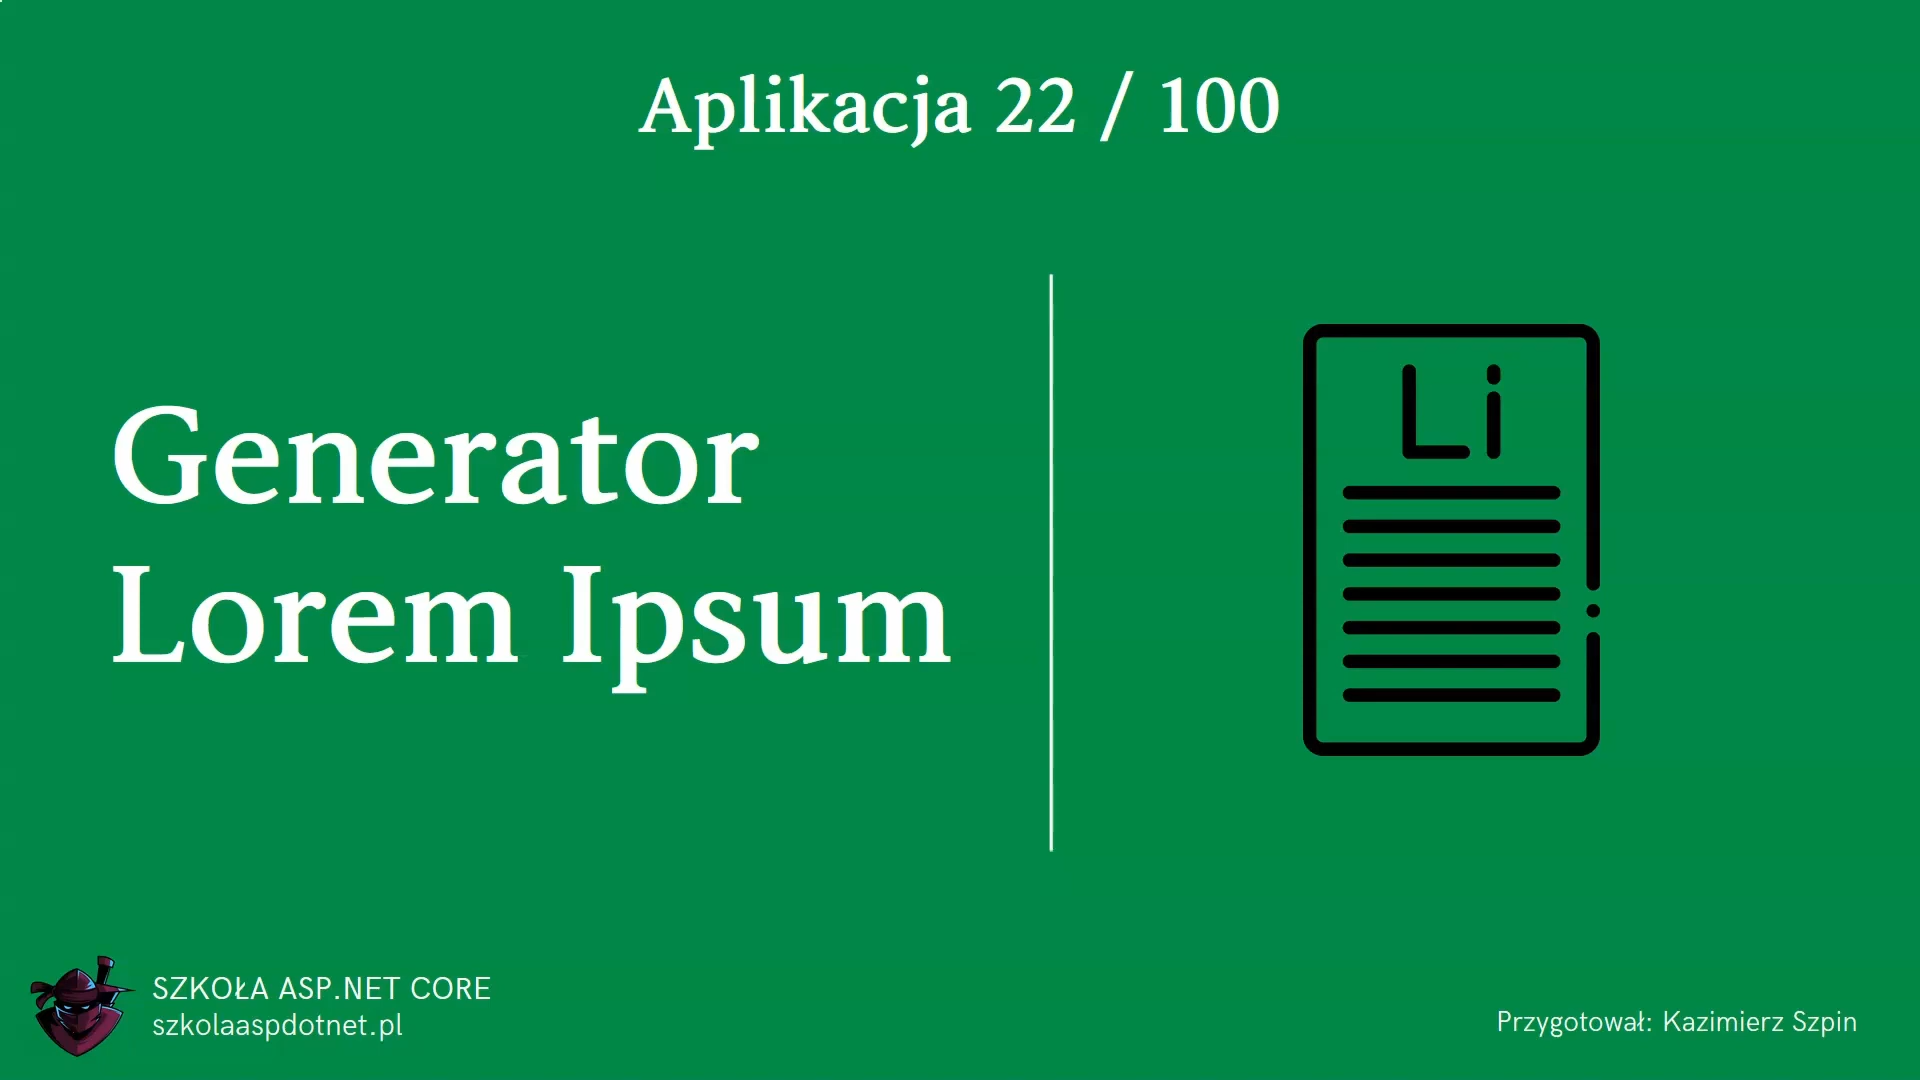 Aplikacja 22 / 100
Generator
Lorem Ipsum
Li
SZKOŁA ASP.NET CORE
szkolaaspdotnet.pl
Przygotował: Kazimierz Szpin